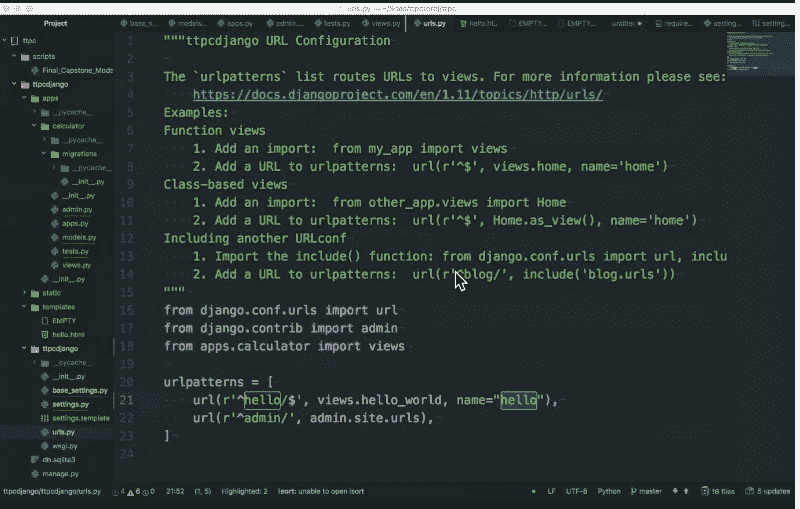 urls.py
Project
base_s...
models...
apps.py
admin....
tests.py
views.py
urls.py
hello.ht...
EMPTY...
EMPTY...
untitled
require...
setting...
setting...
ttpc
scripts
Final_Capstone_Mode
ttpcdjango
apps
__pycache__
calculator
__pycache__
migrations
__pycache_
__init__.py
__init__.py
admin.py
apps.py
models.py
tests.py
views.py
__init__.py
static
templates
EMPTY
hello.html
ttpcdjango
__pycache__
__init__.py
base_settings.py
settings.py
settings.template
urls.py
wsgi.py
db.sqlite3
manage.py
1 """ttpcdjango URL Configuration
2
3 The `urlpatterns` list routes URLs to views. For more information please see:
4 https://docs.djangoproject.com/en/1.11/topics/http/urls/
5 Examples:
6 Function views
7 1. Add an import:  from my_app import views
8 2. Add a URL to urlpatterns:  url(r'^$', views.home, name='home')
9 Class-based views
10 1. Add an import:  from other_app.views import Home
11 2. Add a URL to urlpatterns:  url(r'^$', Home.as_view(), name='home')
12 Including another URLconf
13 1. Import the include() function: from django.conf.urls import url, inclu
14 2. Add a URL to urlpatterns:  url(r'^blog/', include('blog.urls'))
15 """
16 from django.conf.urls import url
17 from django.contrib import admin
18 from apps.calculator import views
19
20 urlpatterns = [
21 url(r'^hello/$', views.hello_world, name="hello"),
22 url(r'^admin/', admin.site.urls),
23 ]
24
ttpcdjango/ttpcdjango/urls.py 4 6 0 21:52 (1, 5) Highlighted: 2 Isort: unable to open isort LF UTF-8 Python master 16 files 5 updates